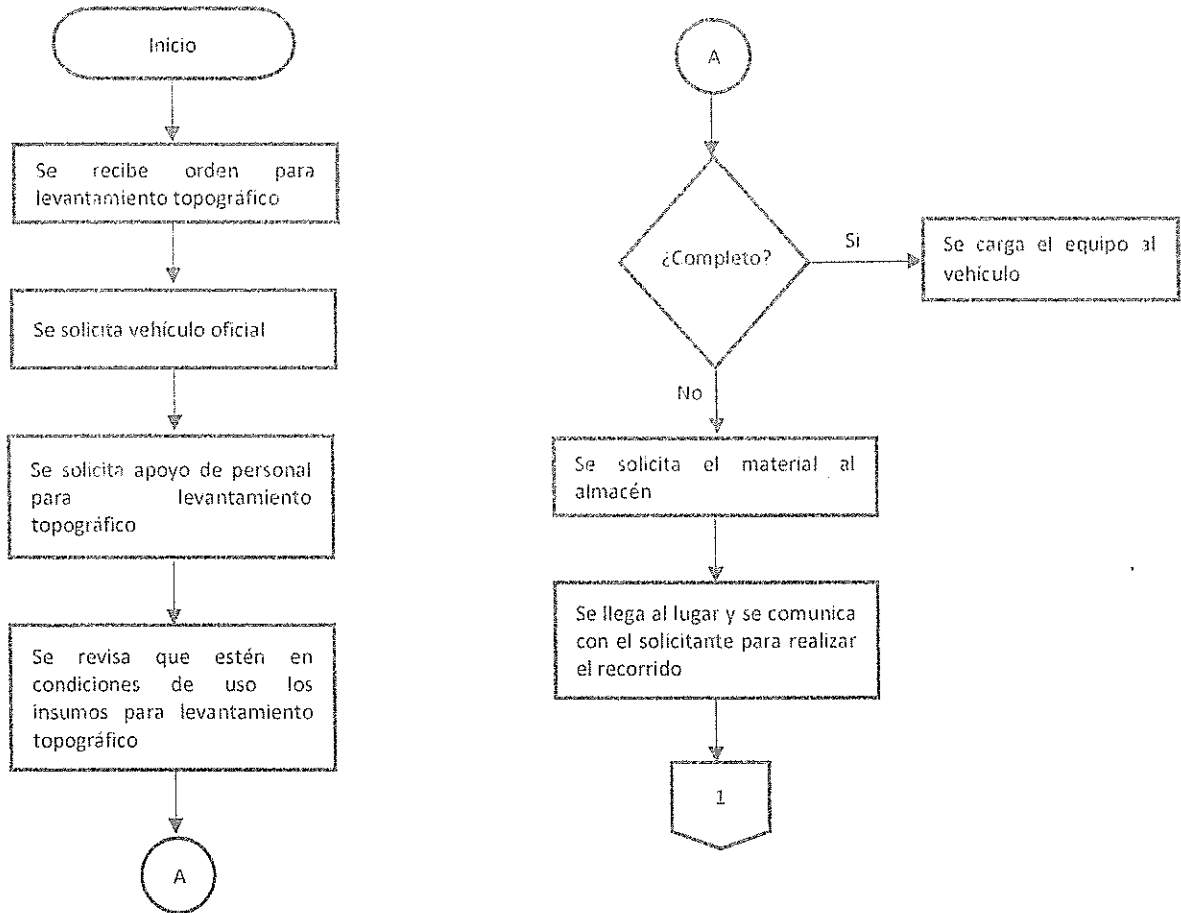 Inicio
Se recibe orden para
levantamiento topográfico
Se solicita vehículo oficial
Se solicita apoyo de personal
para levantamiento
topográfico
Se revisa que estén en
condiciones de uso los
insumos para levantamiento
topográfico
A
A
¿Completo?
Si
Se carga el equipo al
vehículo
No
Se solicita el material al
almacén
Se llega al lugar y se comunica
con el solicitante para realizar
el recorrido
1